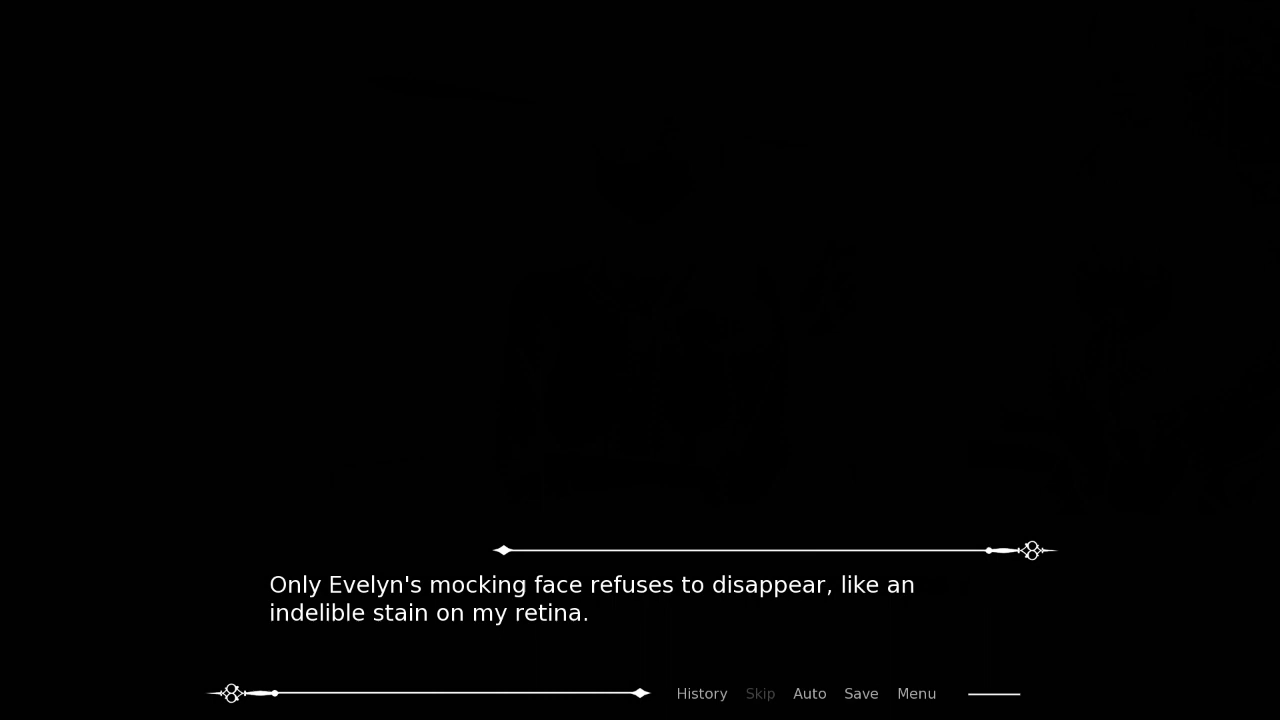 Only Evelyn's mocking face refuses to disappear, like an
indelible stain on my retina.
History Skip Auto Save Menu